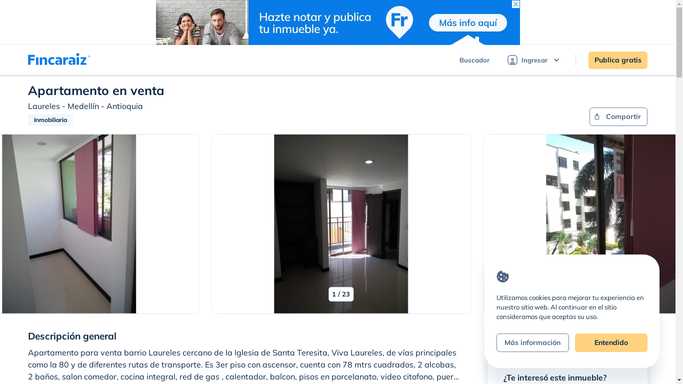 Hazte notar y publica
tu inmueble ya.
Fr
Más info aquí
Fincaraiz
Buscador
Ingresar
Publica gratis
Apartamento en venta
Laureles - Medellín - Antioquia
Inmobiliaria
Compartir
1 / 23
Utilizamos cookies para mejorar tu experiencia en
nuestro sitio web. Al continuar en el sitio
consideramos que aceptas su uso.
Más información
Entendido
Descripción general
Apartamento para venta barrio Laureles cercano de la Iglesia de Santa Teresita, Viva Laureles, de vías principales
como la 80 y de diferentes rutas de transporte. Es 3er piso con ascensor, cuenta con 78 mtrs cuadrados, 2 alcobas,
2 baños, salon comedor, cocina integral, red de gas , calentador, balcon, pisos en porcelanato, video citafono, puer...
¿Te interesó este inmueble?